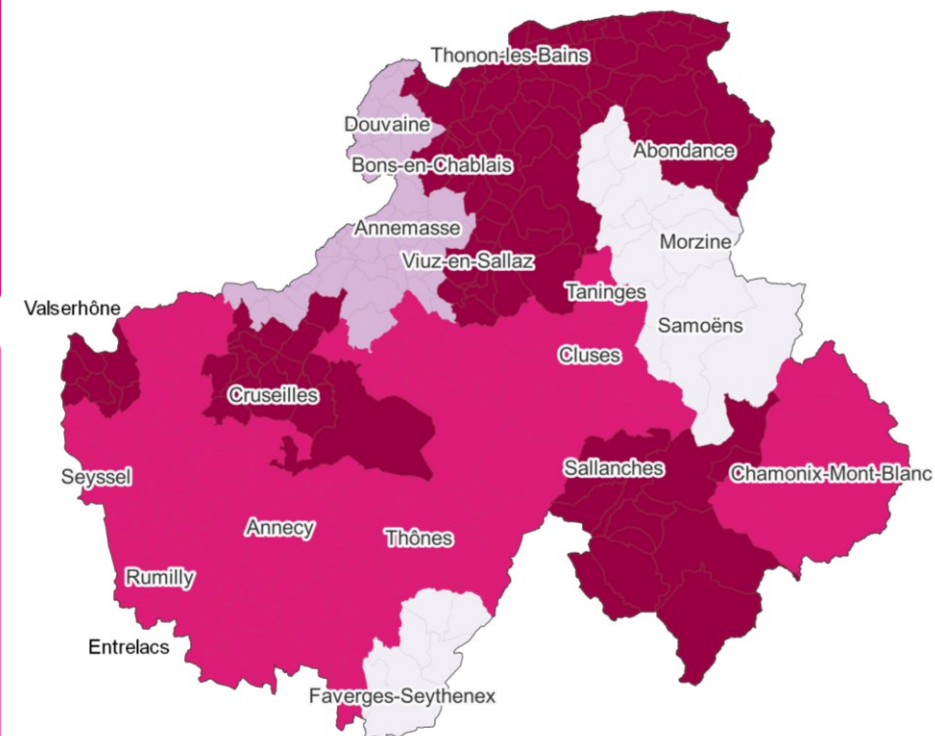 Thonon-les-Bains
Douvaine
Abondance
Bons-en-Chablais
Annemasse
Morzine
Viuz-en-Sallaz
Taninges
Valserhône
Samoëns
Cluses
Cruseilles
Sallanches
Chamonix-Mont-Blanc
Seyssel
Annecy
Thônes
Rumilly
Entrelacs
Faverges-Seythenex